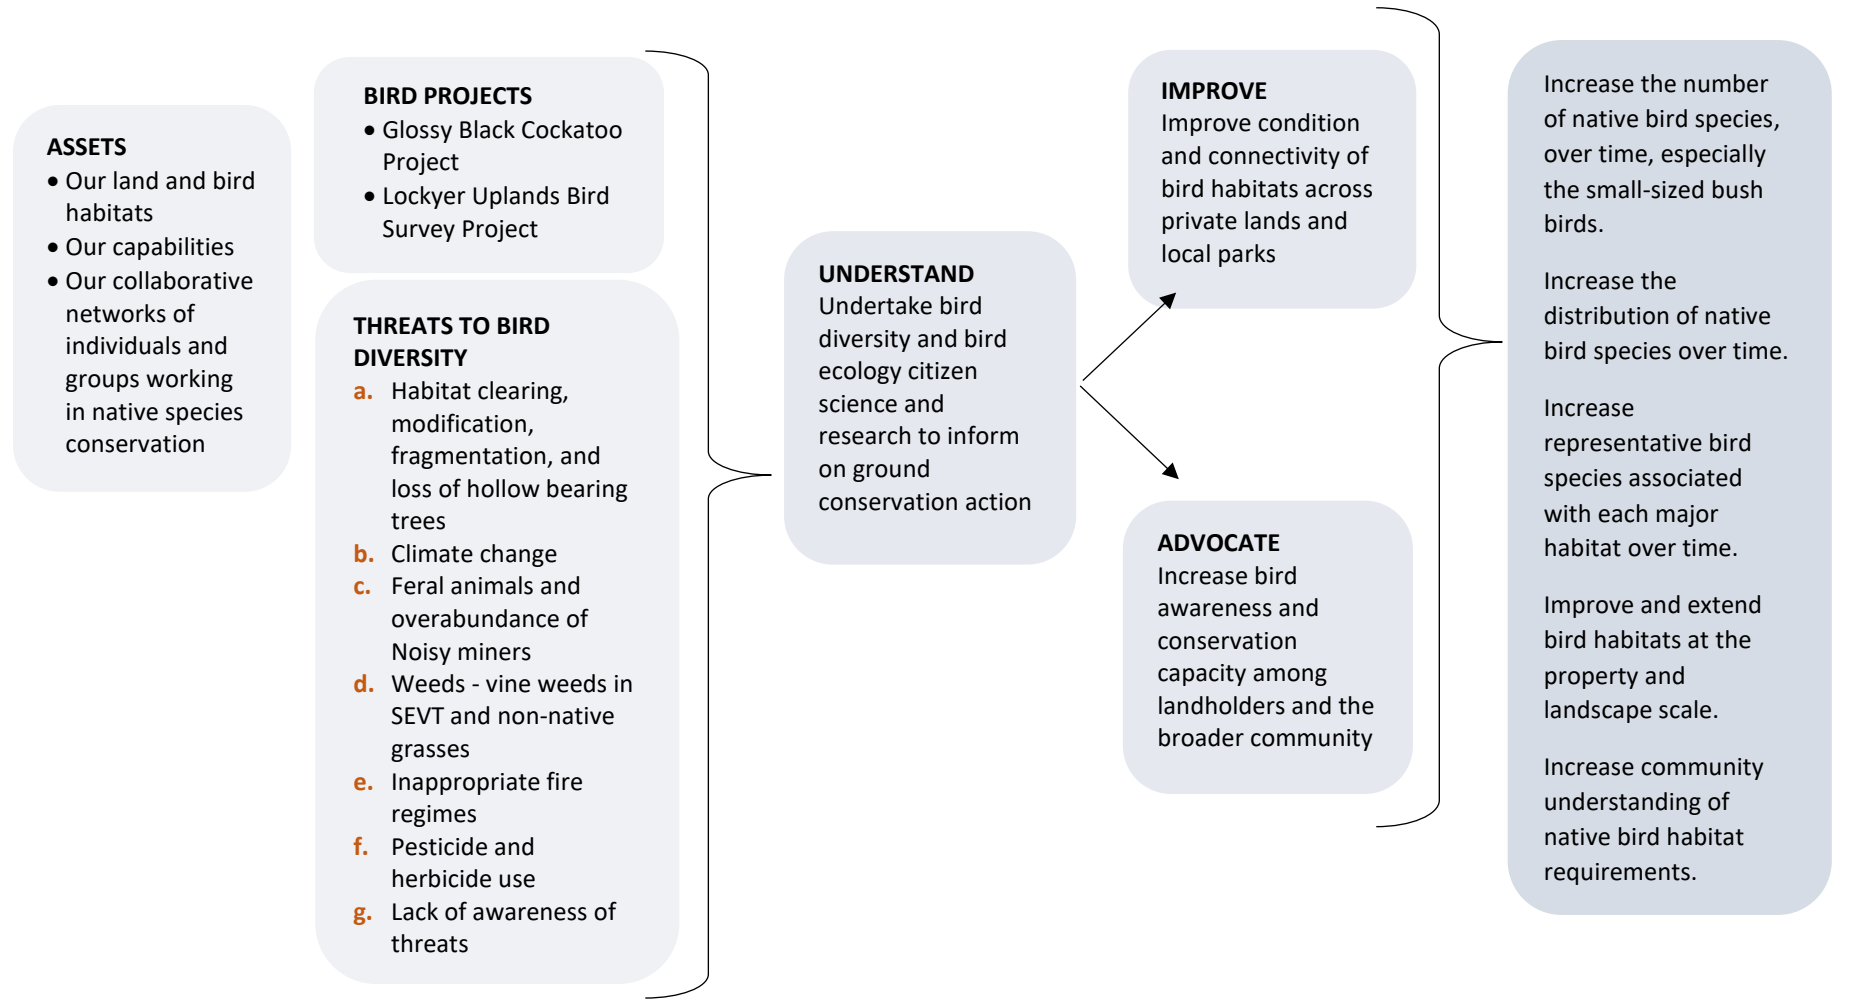 ASSETS
• Our land and bird
habitats
• Our capabilities
• Our collaborative
networks of
individuals and
groups working
in native species
conservation
BIRD PROJECTS
• Glossy Black Cockatoo
Project
• Lockyer Uplands Bird
Survey Project
THREATS TO BIRD
DIVERSITY
a. Habitat clearing,
modification,
fragmentation, and
loss of hollow bearing
trees
b. Climate change
c. Feral animals and
overabundance of
Noisy miners
d. Weeds - vine weeds in
SEVT and non-native
grasses
e. Inappropriate fire
regimes
f. Pesticide and
herbicide use
g. Lack of awareness of
threats
UNDERSTAND
Undertake bird
diversity and bird
ecology citizen
science and
research to inform
on ground
conservation action
IMPROVE
Improve condition
and connectivity of
bird habitats across
private lands and
local parks
ADVOCATE
Increase bird
awareness and
conservation
capacity among
landholders and the
broader community
Increase the number
of native bird species,
over time, especially
the small-sized bush
birds.
Increase the
distribution of native
bird species over time.
Increase
representative bird
species associated
with each major
habitat over time.
Improve and extend
bird habitats at the
property and
landscape scale.
Increase community
understanding of
native bird habitat
requirements.